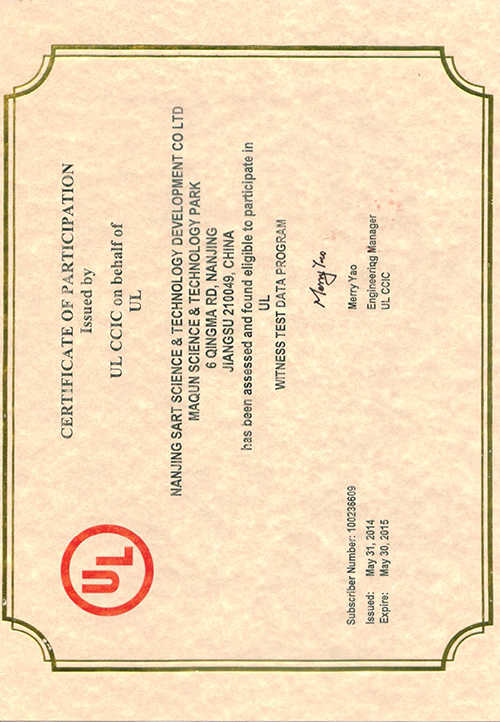 UL
CERTIFICATE OF PARTICIPATION
Issued by
UL CCIC on behalf of
UL
NANJING SART SCIENCE & TECHNOLOGY DEVELOPMENT CO LTD
MAQUN SCIENCE & TECHNOLOGY PARK
6 QINGMA RD, NANJING
JIANGSU 210049, CHINA
has been assessed and found eligible to participate in
UL
WITNESS TEST DATA PROGRAM
Merry Yao
Merry Yao
Engineering Manager
UL CCIC
Subscriber Number: 100236609
Issued: May 31, 2014
Expire: May 30, 2015